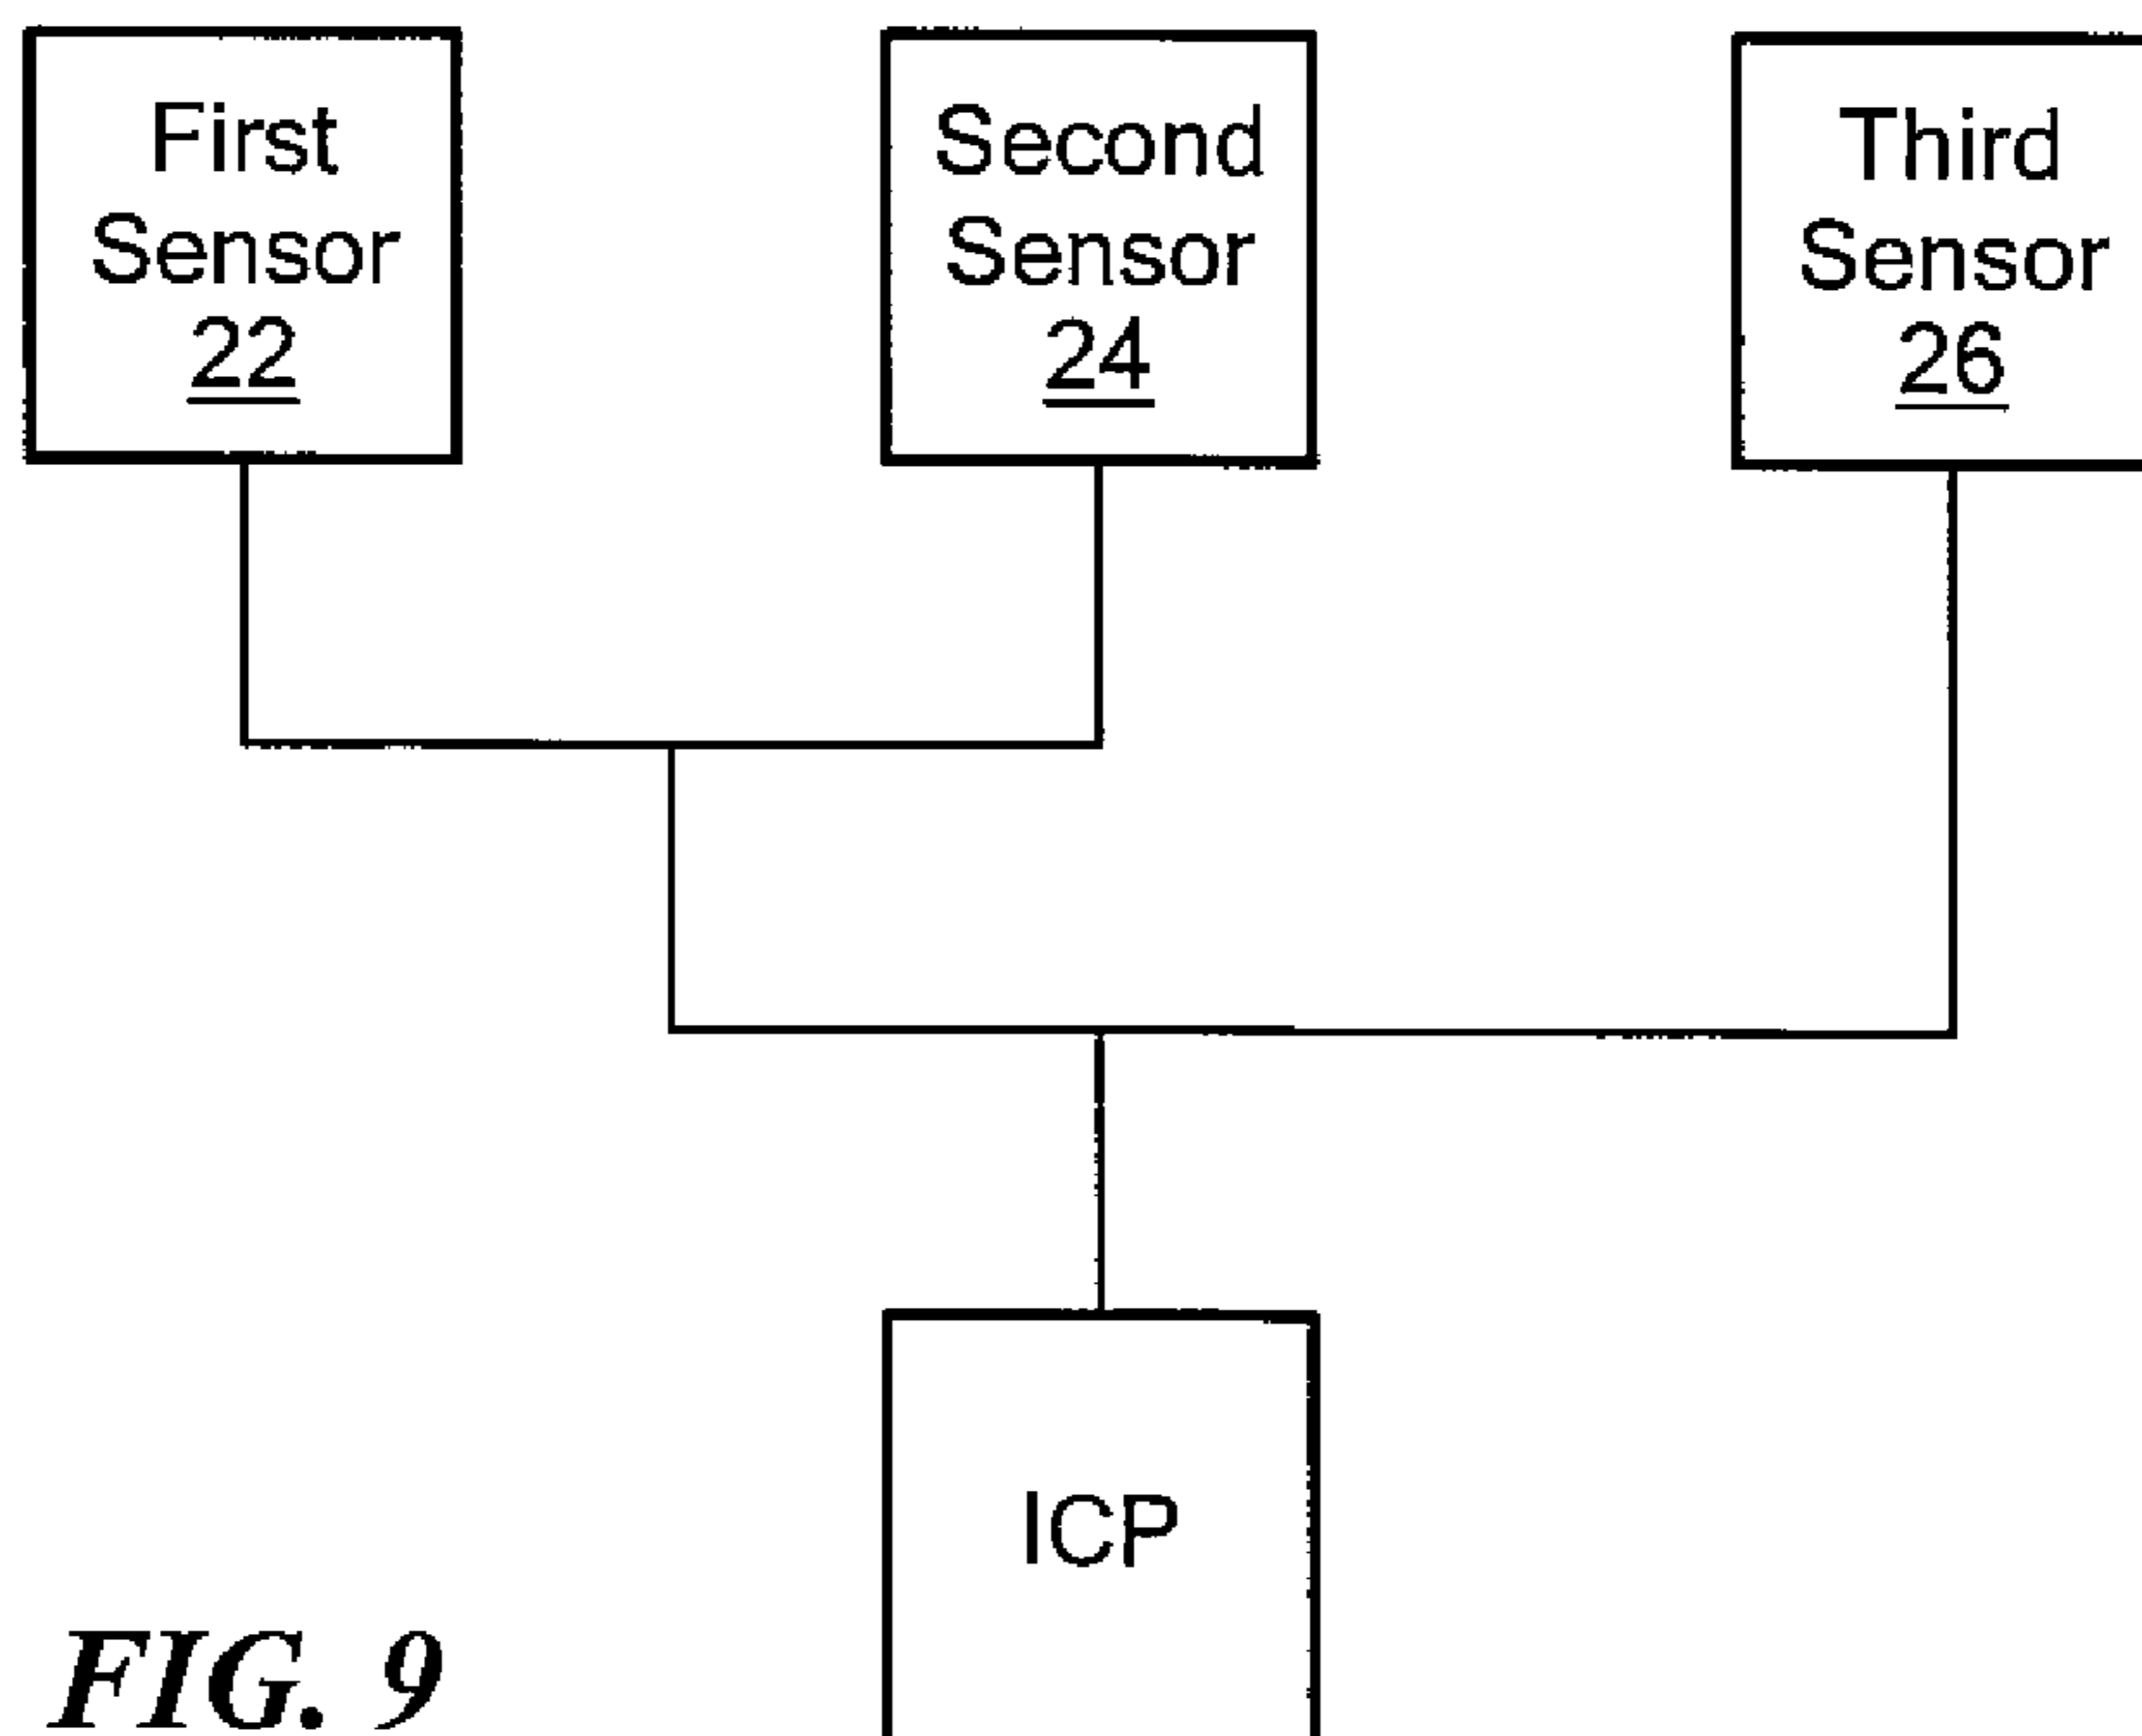 First
Sensor
22
Second
Sensor
24
Third
Sensor
26
ICP
FIG. 9